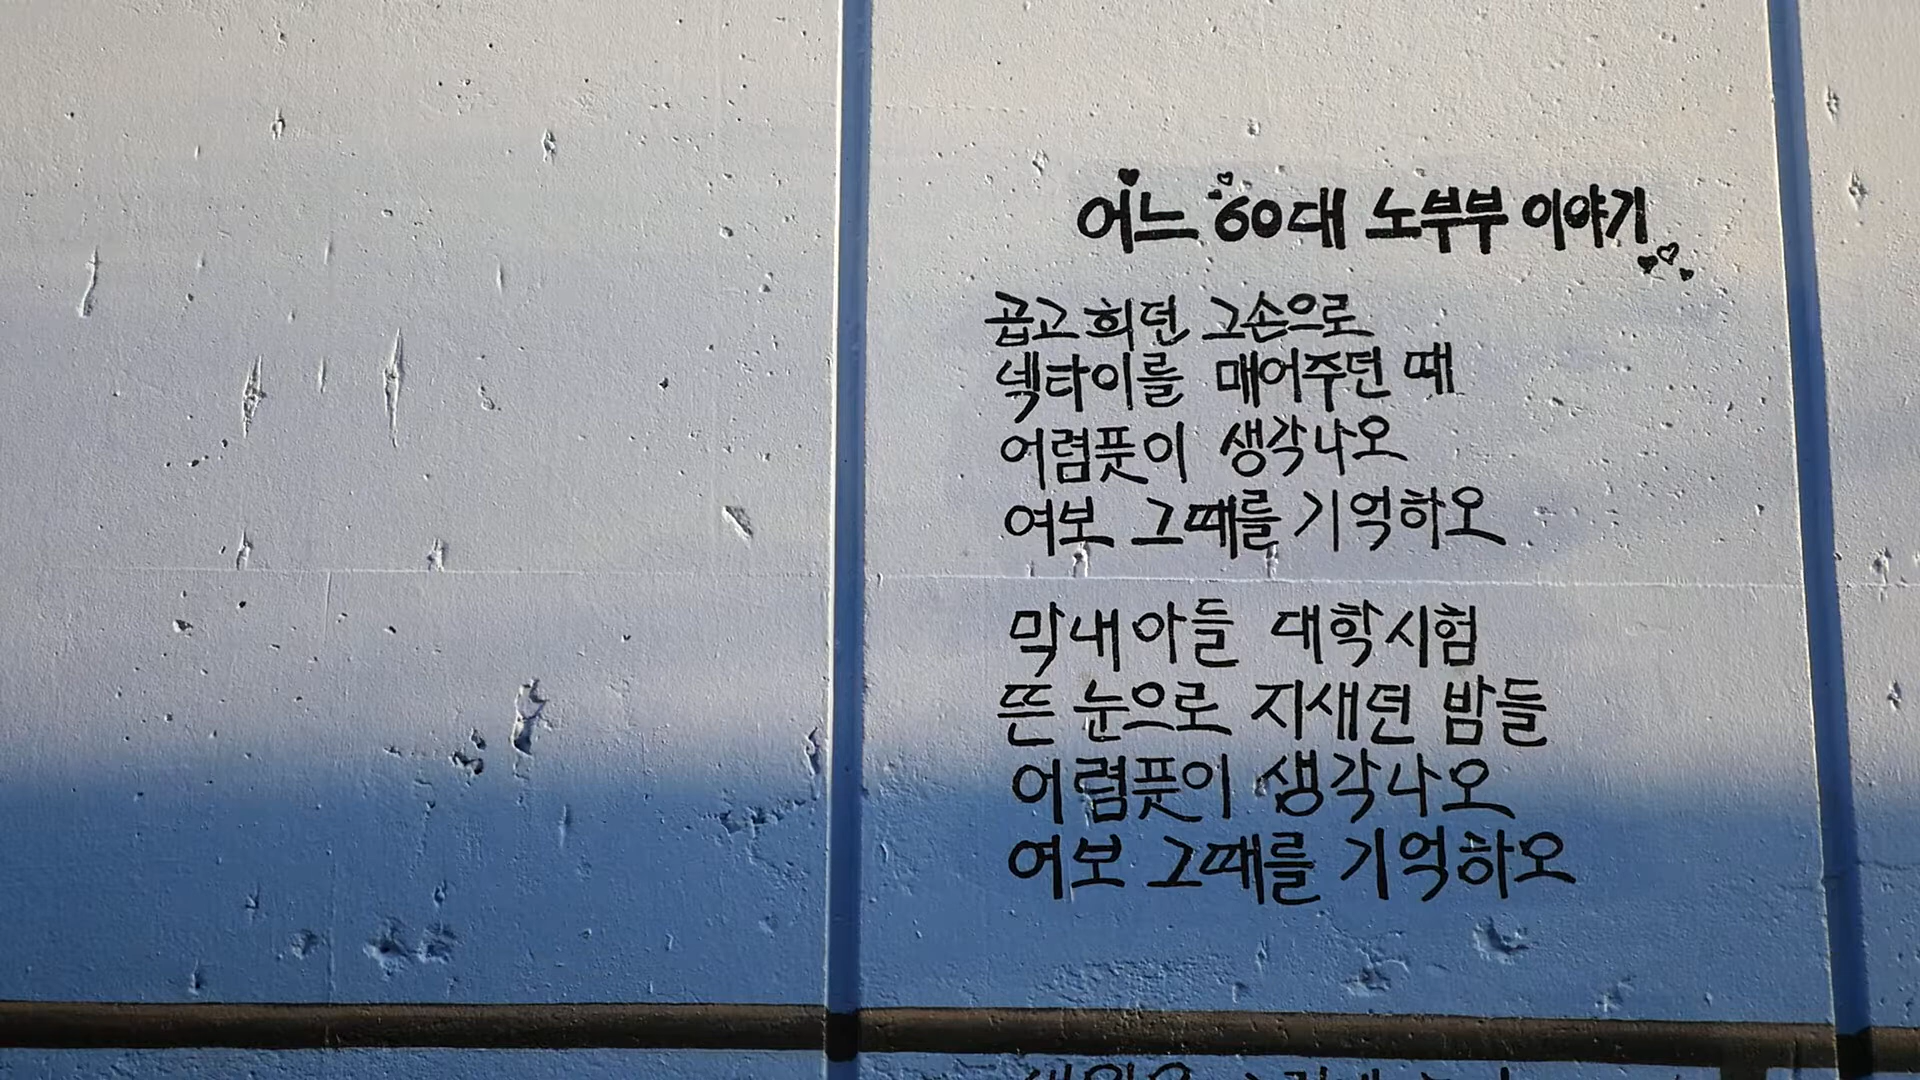 어느 60대 노부부 이야기
곱고 희던 그손으로
넥타이를 매어주던 때
어렴풋이 생각나오
여보 그때를 기억하오
막내아들 대학시험
뜬 눈으로 지새던 밤들
어렴풋이 생각나오
여보 그때를 기억하오